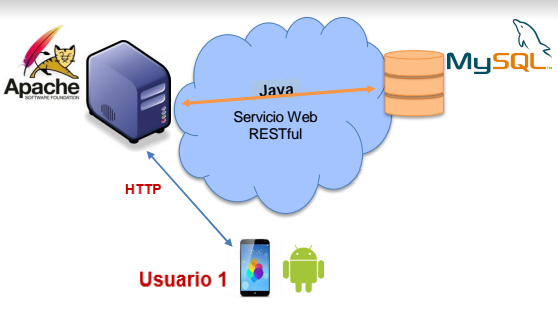 Apache
SOFTWARE FOUNDATION
Java
Servicio Web
RESTful
MySQL
HTTP
Usuario 1